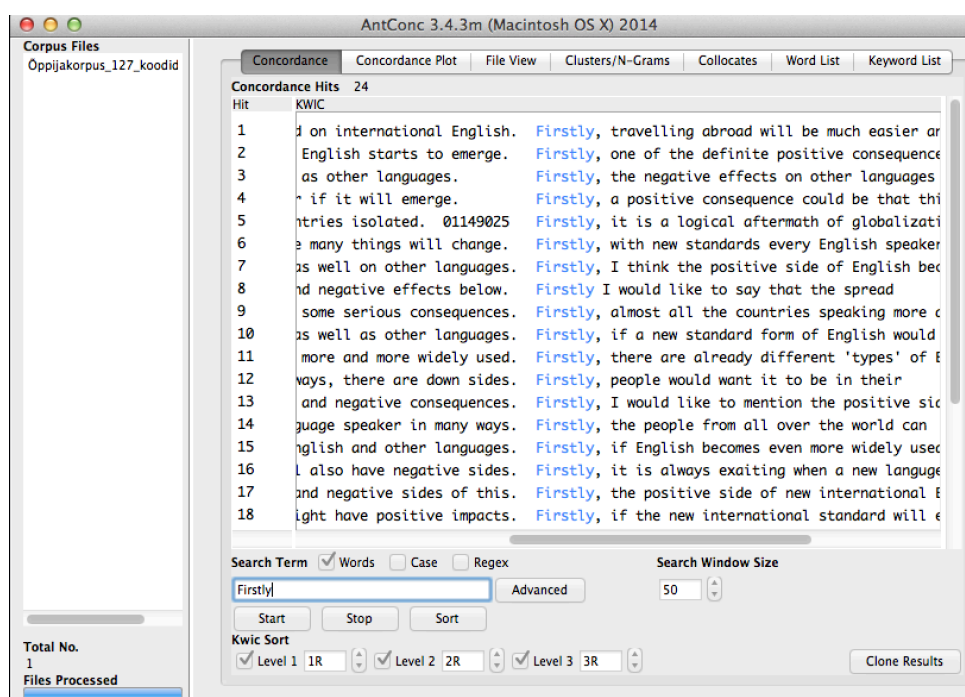 AntConc 3.4.3m (Macintosh OS X) 2014
Corpus Files
Õppijakorpus_127_koodid
Concordance Concordance Plot File View Clusters/N-Grams Collocates Word List Keyword List
Concordance Hits 24
Hit KWIC
1 d on international English. Firstly, travelling abroad will be much easier an
2 English starts to emerge. Firstly, one of the definite positive consequence
3 as other languages. Firstly, the negative effects on other languages
4 r if it will emerge. Firstly, a positive consequence could be that thi
5 ntries isolated. 01149025 Firstly, it is a logical aftermath of globalizati
6 e many things will change. Firstly, with new standards every English speaker
7 as well on other languages. Firstly, I think the positive side of English bec
8 nd negative effects below. Firstly I would like to say that the spread
9 some serious consequences. Firstly, almost all the countries speaking more
10 as well as other languages. Firstly, if a new standard form of English would
11 more and more widely used. Firstly, there are already different 'types' of E
12 ways, there are down sides. Firstly, people would want it to be in their
13 and negative consequences. Firstly, I would like to mention the positive sid
14 guage speaker in many ways. Firstly, the people from all over the world can
15 nglish and other languages. Firstly, if English becomes even more widely used
16 l also have negative sides. Firstly, it is always exaiting when a new languge
17 and negative sides of this. Firstly, the positive side of new international E
18 ight have positive impacts. Firstly, if the new international standard will e
Search Term Words Case Regex Search Window Size
Firstly Advanced 50
Start Stop Sort
Kwic Sort
Level 1 1R Level 2 2R Level 3 3R Clone Results
Total No.
1
Files Processed